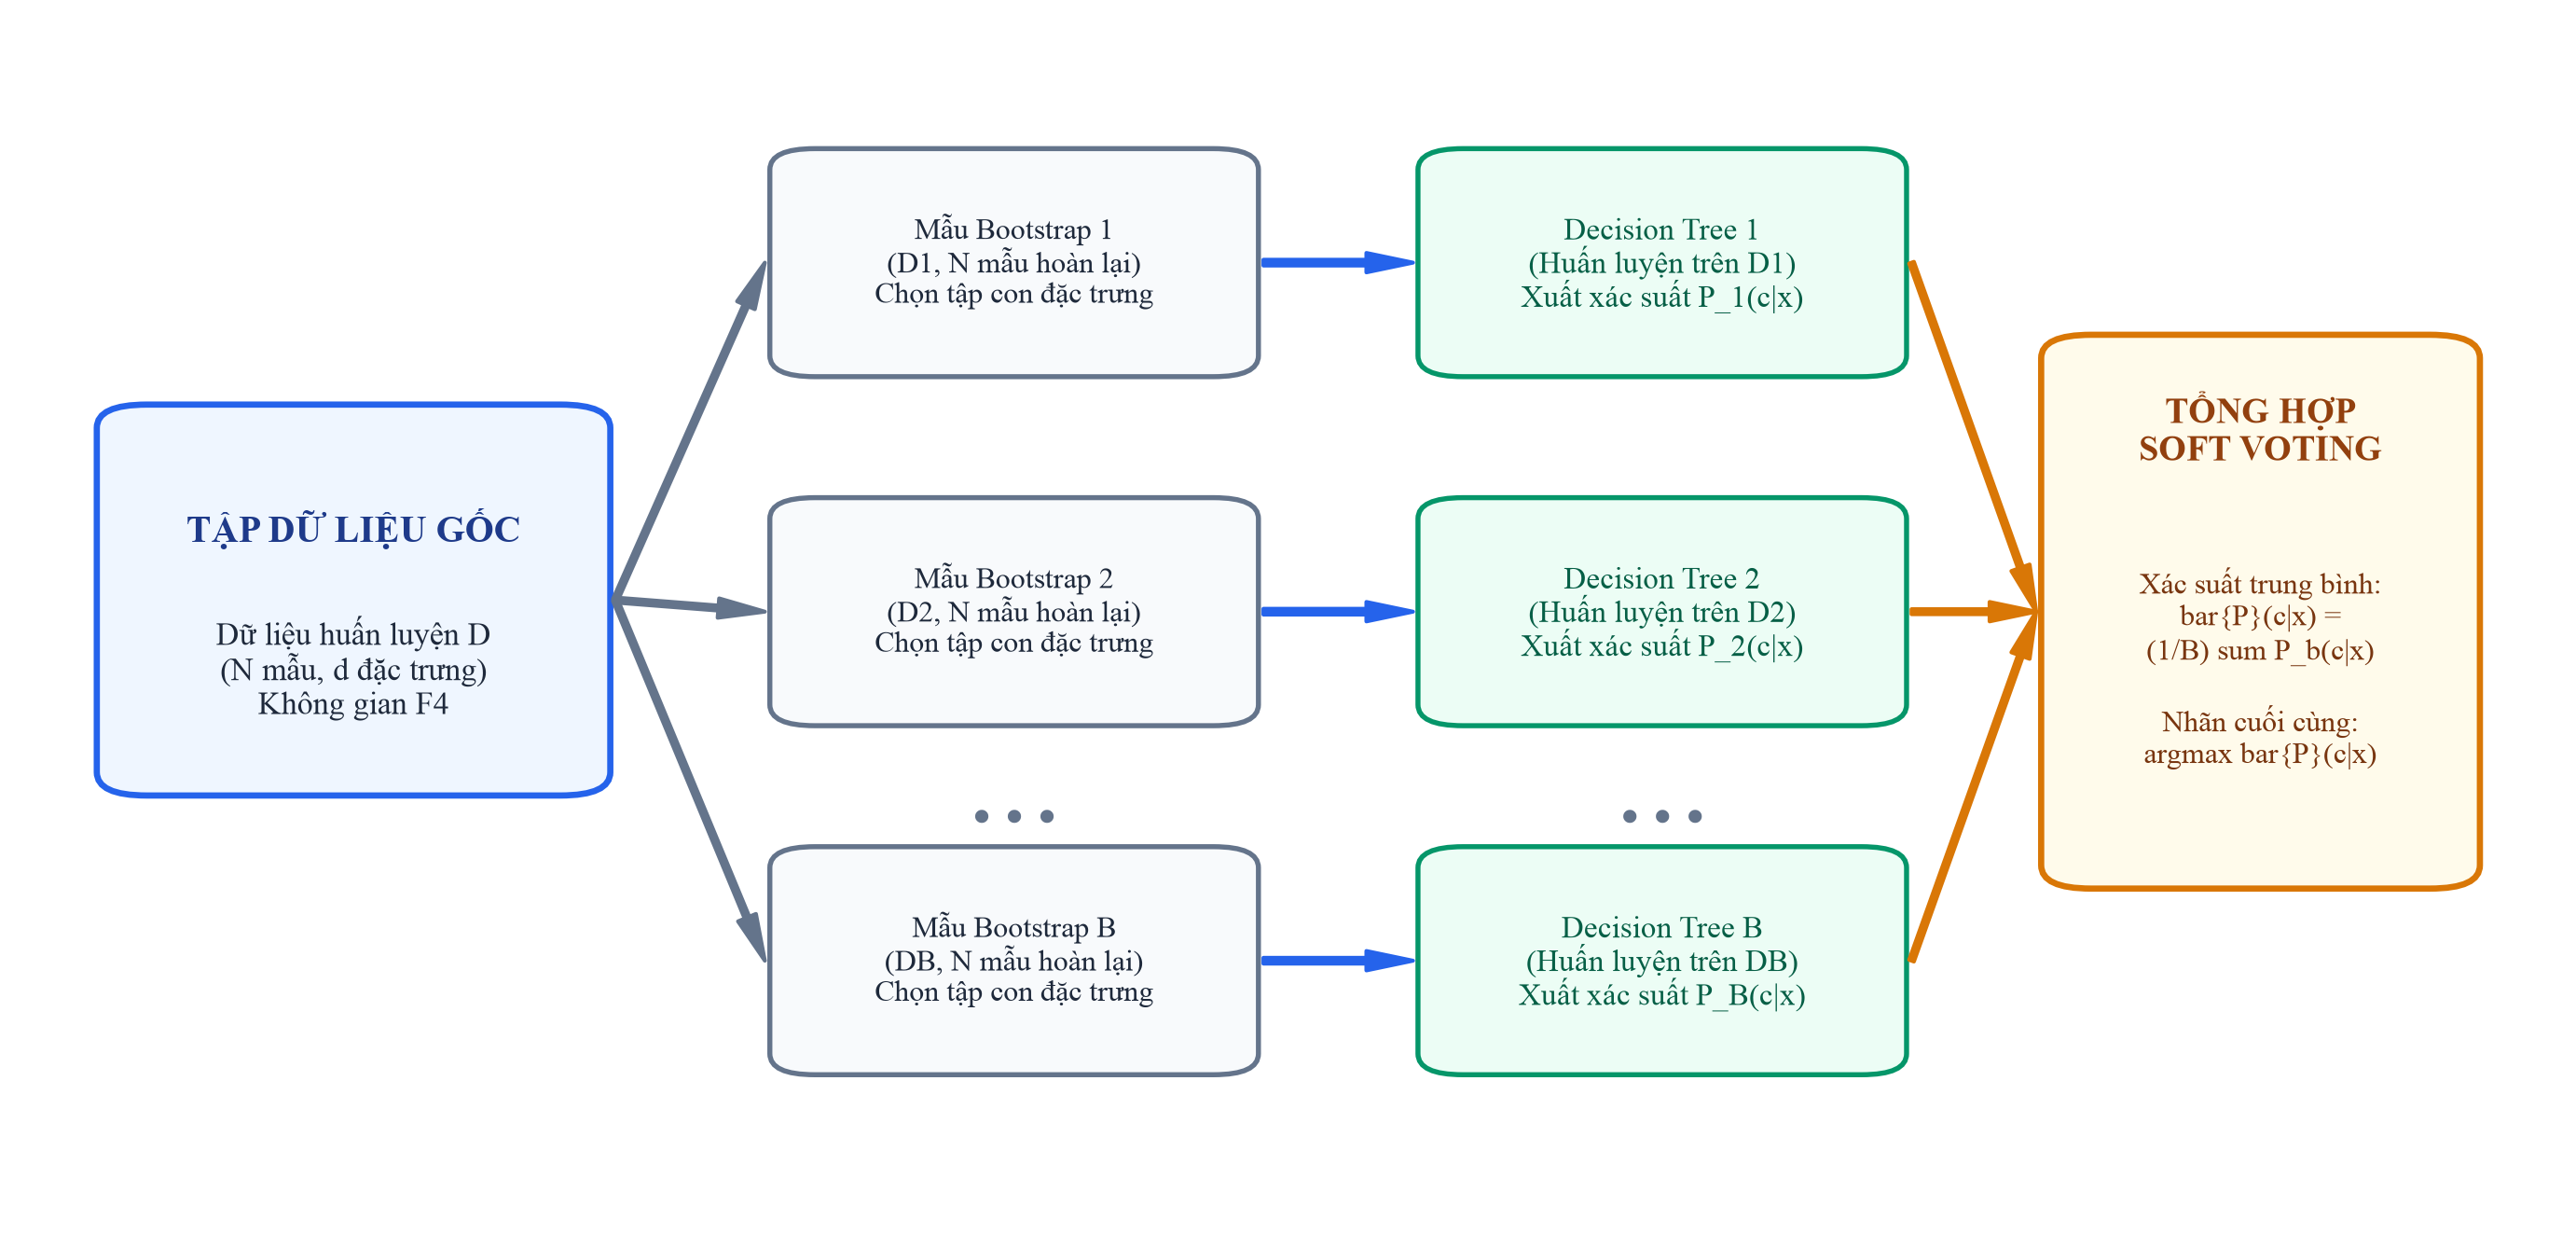 TẬP DỮ LIỆU GỐC
Dữ liệu huấn luyện D
(N mẫu, d đặc trưng)
Không gian F4
Mẫu Bootstrap 1
(D1, N mẫu hoàn lại)
Chọn tập con đặc trưng
Decision Tree 1
(Huấn luyện trên D1)
Xuất xác suất P_1(c|x)
Mẫu Bootstrap 2
(D2, N mẫu hoàn lại)
Chọn tập con đặc trưng
Decision Tree 2
(Huấn luyện trên D2)
Xuất xác suất P_2(c|x)
Mẫu Bootstrap B
(DB, N mẫu hoàn lại)
Chọn tập con đặc trưng
Decision Tree B
(Huấn luyện trên DB)
Xuất xác suất P_B(c|x)
TỔNG HỢP
SOFT VOTING
Xác suất trung bình:
bar{P}(c|x) =
(1/B) sum P_b(c|x)
Nhãn cuối cùng:
argmax bar{P}(c|x)